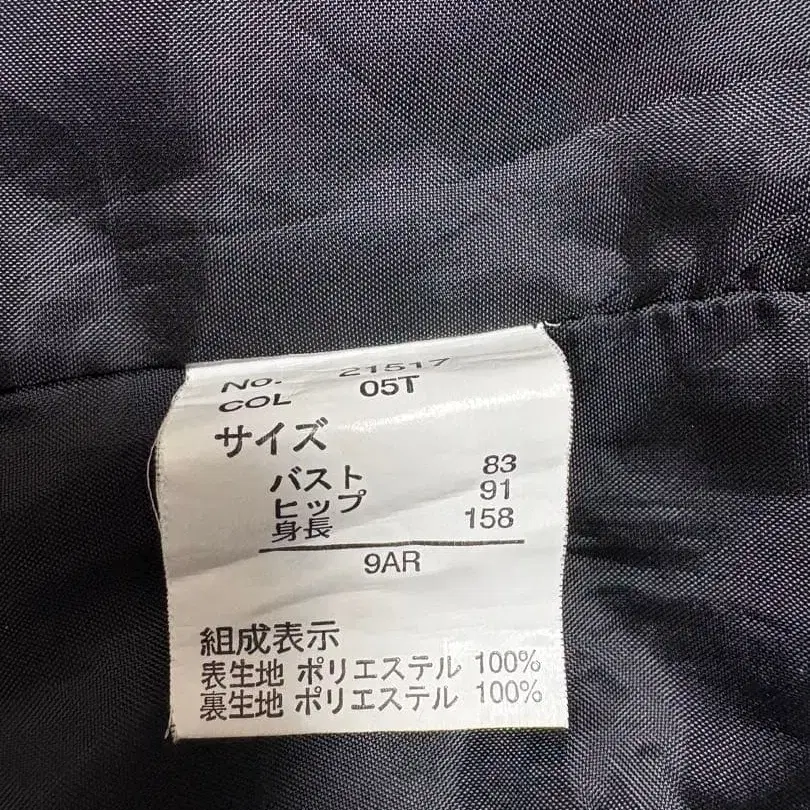 No. 21517
COL 05T
サイズ
バスト 83
ヒップ 91
身長 158
9AR
組成表示
表生地 ポリエステル 100%
裏生地 ポリエステル 100%